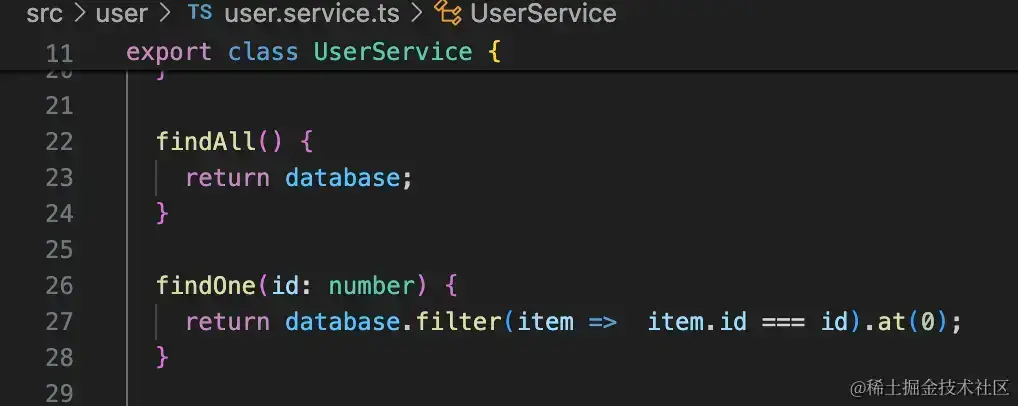 src > user > TS user.service.ts > UserService
11 export class UserService {
20 }
21
22 findAll() {
23 return database;
24 }
25
26 findOne(id: number) {
27 return database.filter(item =>  item.id === id).at(0);
28 }
29
@稀土掘金技术社区